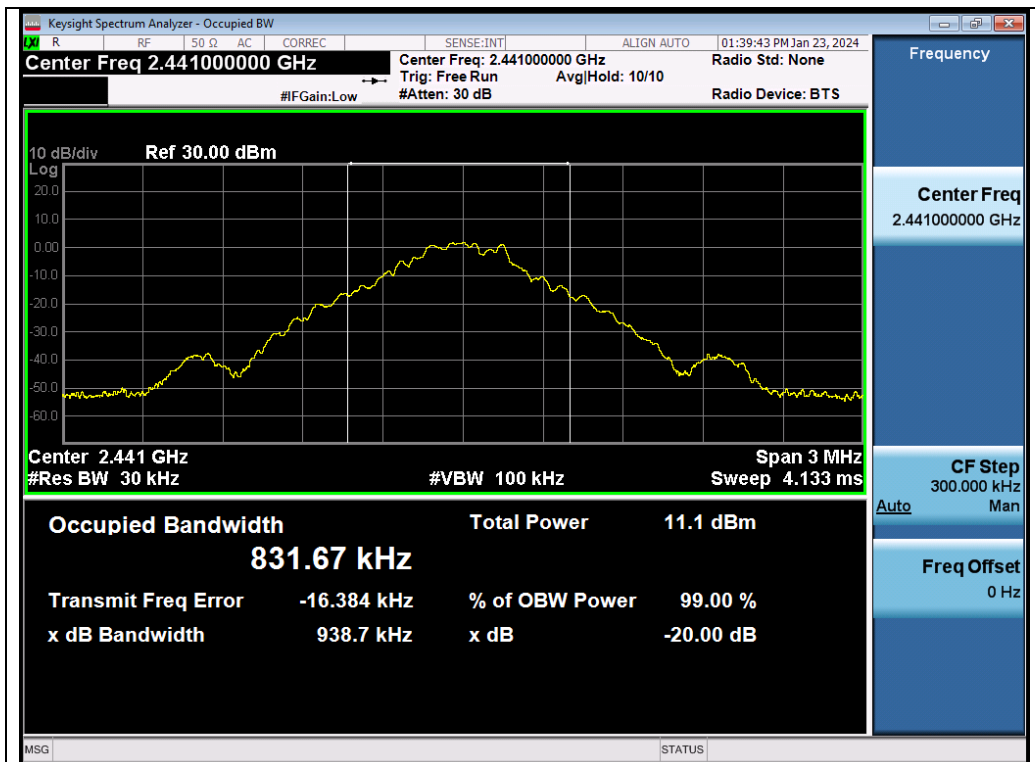 Keysight Spectrum Analyzer - Occupied BW
LXI R RF 50 Ω AC CORREC SENSE:INT ALIGN AUTO 01:39:43 PM Jan 23, 2024
Center Freq 2.441000000 GHz
Center Freq: 2.441000000 GHz
Radio Std: None
Trig: Free Run Avg|Hold: 10/10
#IFGain:Low
#Atten: 30 dB
Radio Device: BTS
10 dB/div Ref 30.00 dBm
Log
20.0
10.0
0.00
-10.0
-20.0
-30.0
-40.0
-50.0
-60.0
Center 2.441 GHz Span 3 MHz
#Res BW 30 kHz #VBW 100 kHz Sweep 4.133 ms
Occupied Bandwidth Total Power 11.1 dBm
831.67 kHz
Transmit Freq Error -16.384 kHz % of OBW Power 99.00 %
x dB Bandwidth 938.7 kHz x dB -20.00 dB
Frequency
Center Freq
2.441000000 GHz
CF Step
300.000 kHz
Auto Man
Freq Offset
0 Hz
MSG STATUS